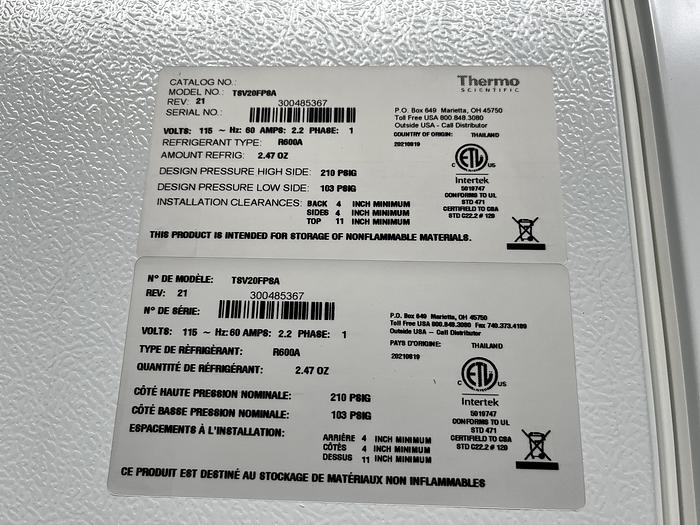 CATALOG NO.:
MODEL NO.: TSV20FPSA
REV: 21
SERIAL NO.: 300485367
VOLTS: 115 ~ Hz: 60 AMPS: 2.2 PHASE: 1
REFRIGERANT TYPE: R600A
AMOUNT REFRIG: 2.47 OZ
DESIGN PRESSURE HIGH SIDE: 210 PSIG
DESIGN PRESSURE LOW SIDE: 103 PSIG
INSTALLATION CLEARANCES: BACK 4 INCH MINIMUM
SIDES 4 INCH MINIMUM
TOP 11 INCH MINIMUM
THIS PRODUCT IS INTENDED FOR STORAGE OF NONFLAMMABLE MATERIALS.
Thermo
SCIENTIFIC
P.O. Box 649 Marietta, OH 45750
Toll Free USA 800.848.3080
Outside USA - Call Distributor
COUNTRY OF ORIGIN: THAILAND
20210819
C ETL US
Intertek
5019747
CONFORMS TO UL
STD 471
CERTIFIED TO CSA
STD C22.2 # 120
N° DE MODÈLE: TSV20FPSA
REV: 21
N° DE SÉRIE: 300485367
VOLTS: 115 ~ Hz: 60 AMPS: 2.2 PHASE: 1
TYPE DE RÈFRIGÈRANT: R600A
QUANTITÉ DE RÉFRIGÉRANT: 2.47 OZ
CÔTÉ HAUTE PRESSION NOMINALE: 210 PSIG
CÔTÉ BASSE PRESSION NOMINALE: 103 PSIG
ESPACEMENTS À L'INSTALLATION:
ARRIÈRE 4 INCH MINIMUM
CÔTÉS 4 INCH MINIMUM
DESSUS 11 INCH MINIMUM
CE PRODUIT EST DESTINÉ AU STOCKAGE DE MATÉRIAUX NON INFLAMMABLES
P.O. Box 649 Marietta, OH 45750
Toll Free USA 800.848.3080 Fax 740.373.4189
PAYS D'ORIGINE: THAILAND
20210819
C ETL US
Intertek
5019747
CONFORMS TO UL
STD 471
CERTIFIED TO CSA
STD C22.2 # 120